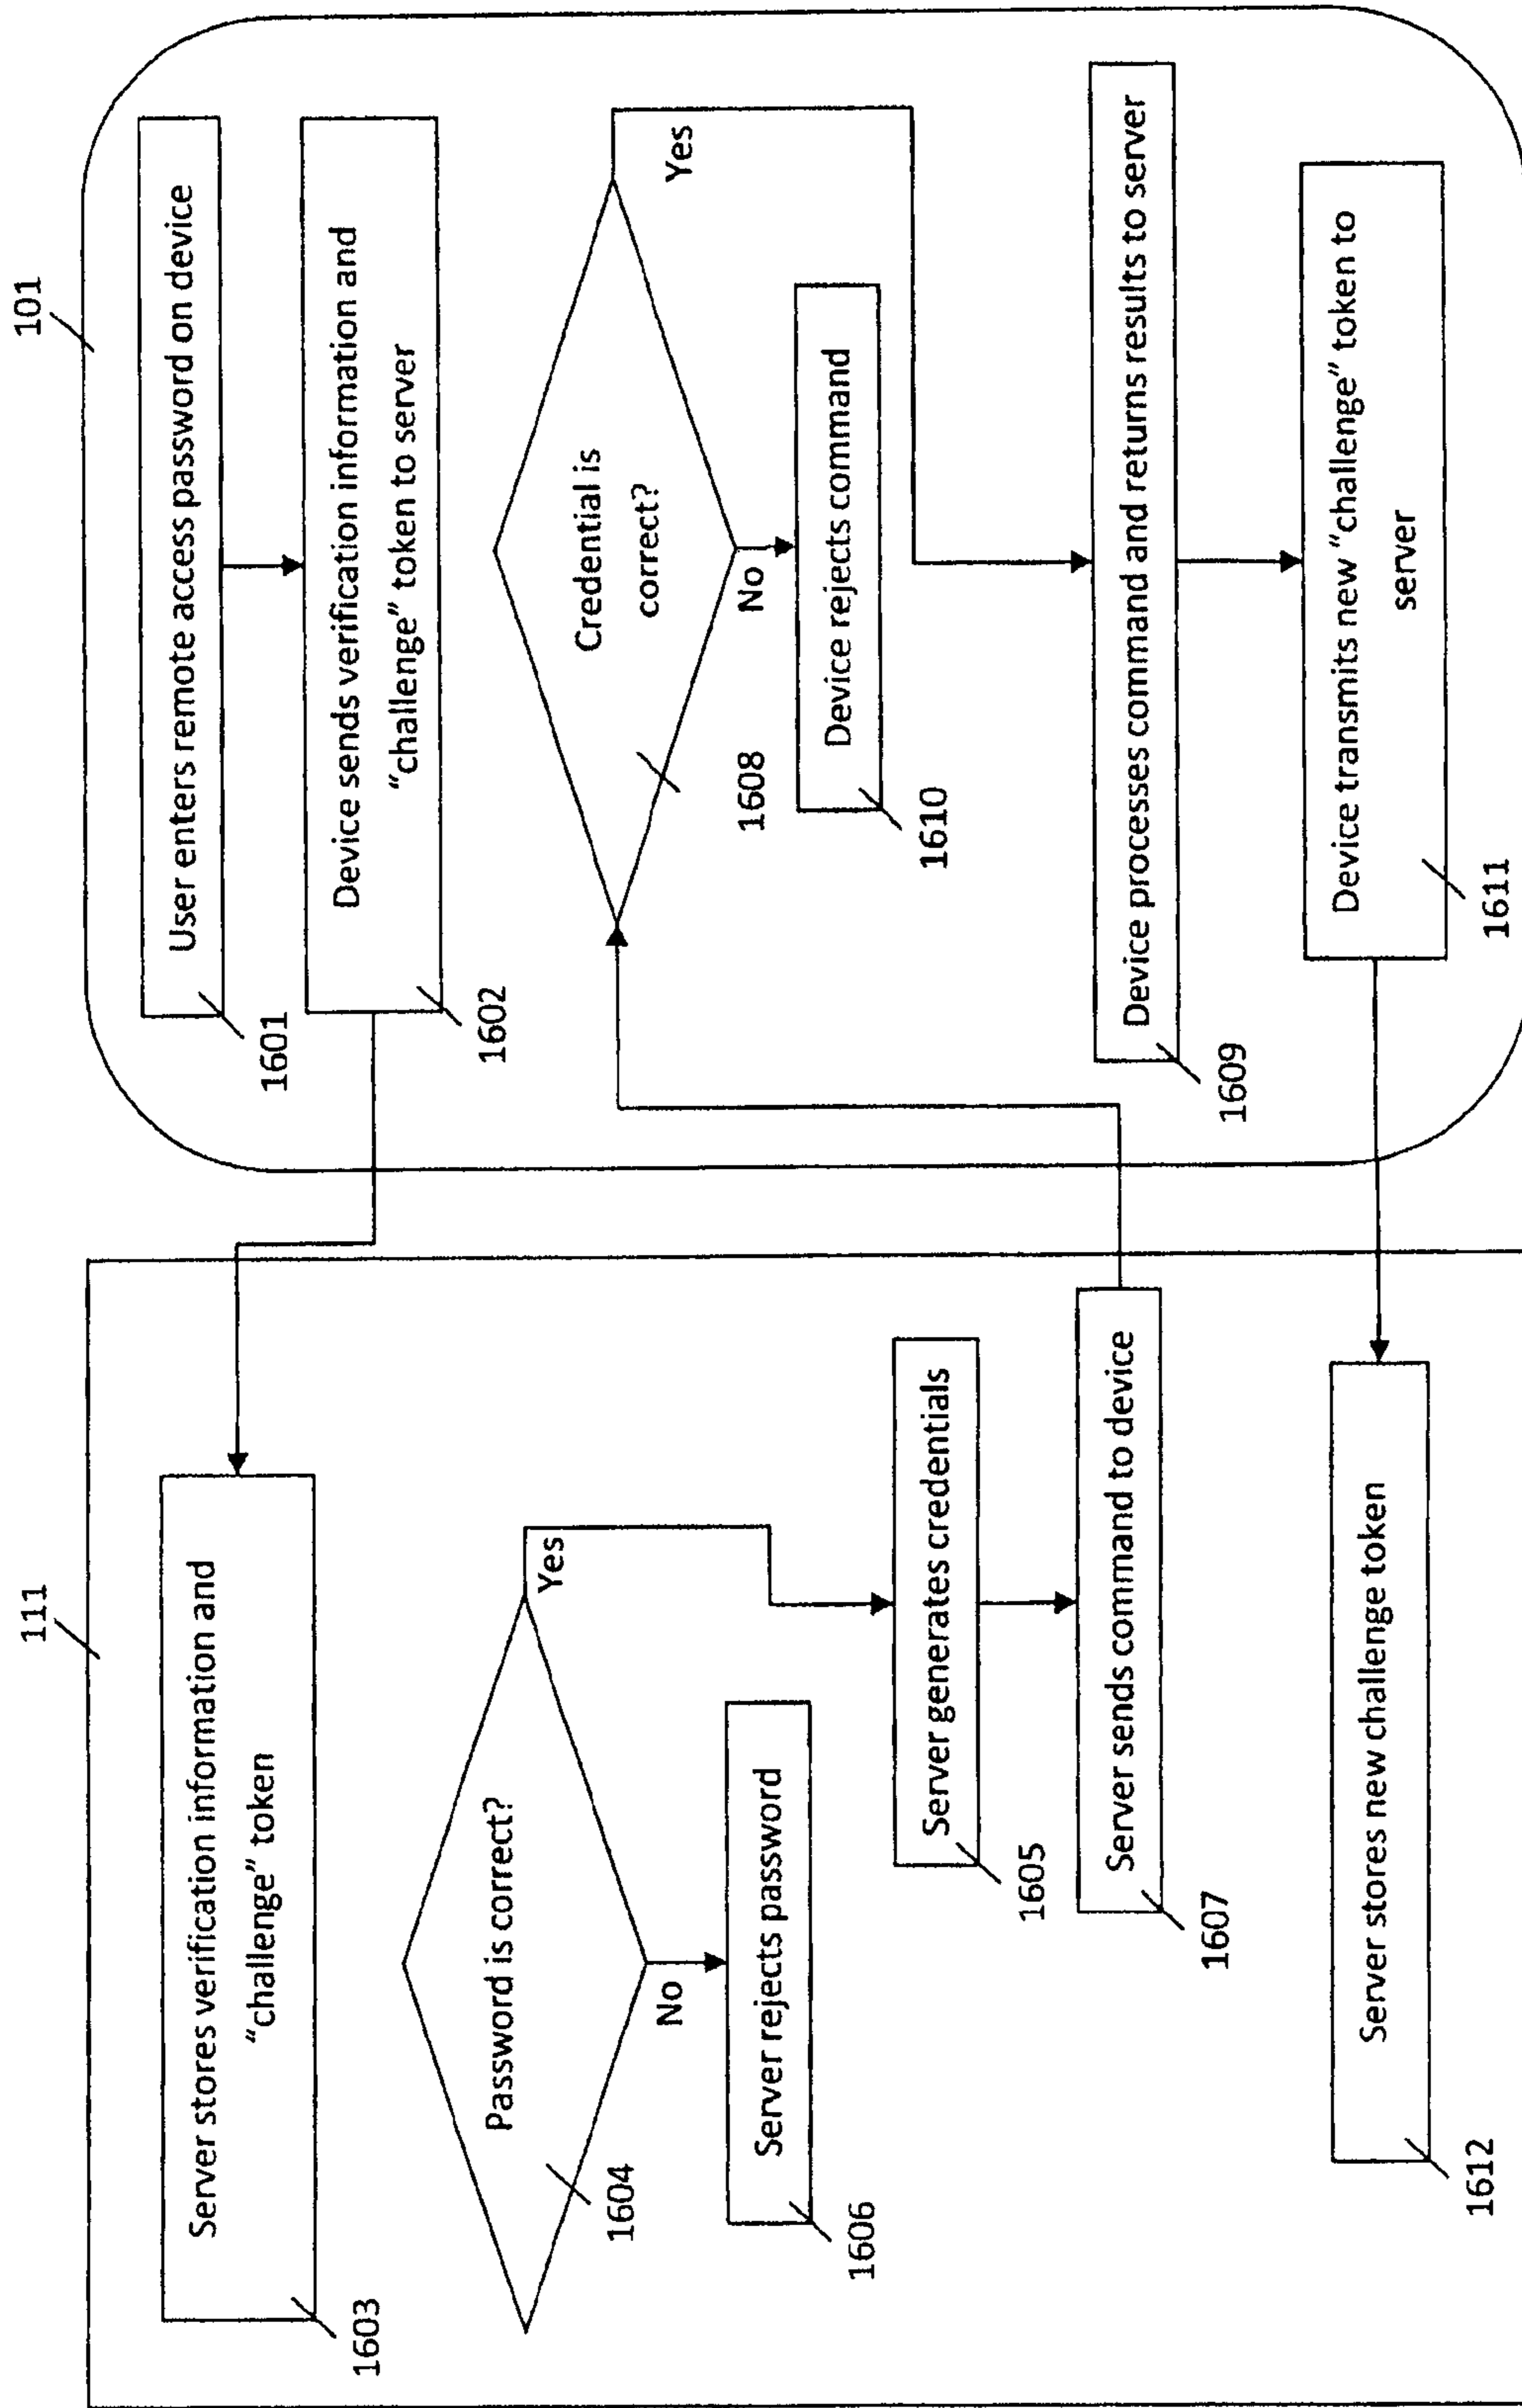 111
Server stores verification information and
“challenge” token
1603
Password is correct?
1604
Yes
No
Server rejects password
1606
Server generates credentials
1605
Server sends command to device
1607
Server stores new challenge token
1612
101
User enters remote access password on device
1601
Device sends verification information and
“challenge” token to server
1602
Credential is
correct?
1608
Yes
No
Device rejects command
1610
Device processes command and returns results to server
1609
Device transmits new “challenge” token to
server
1611